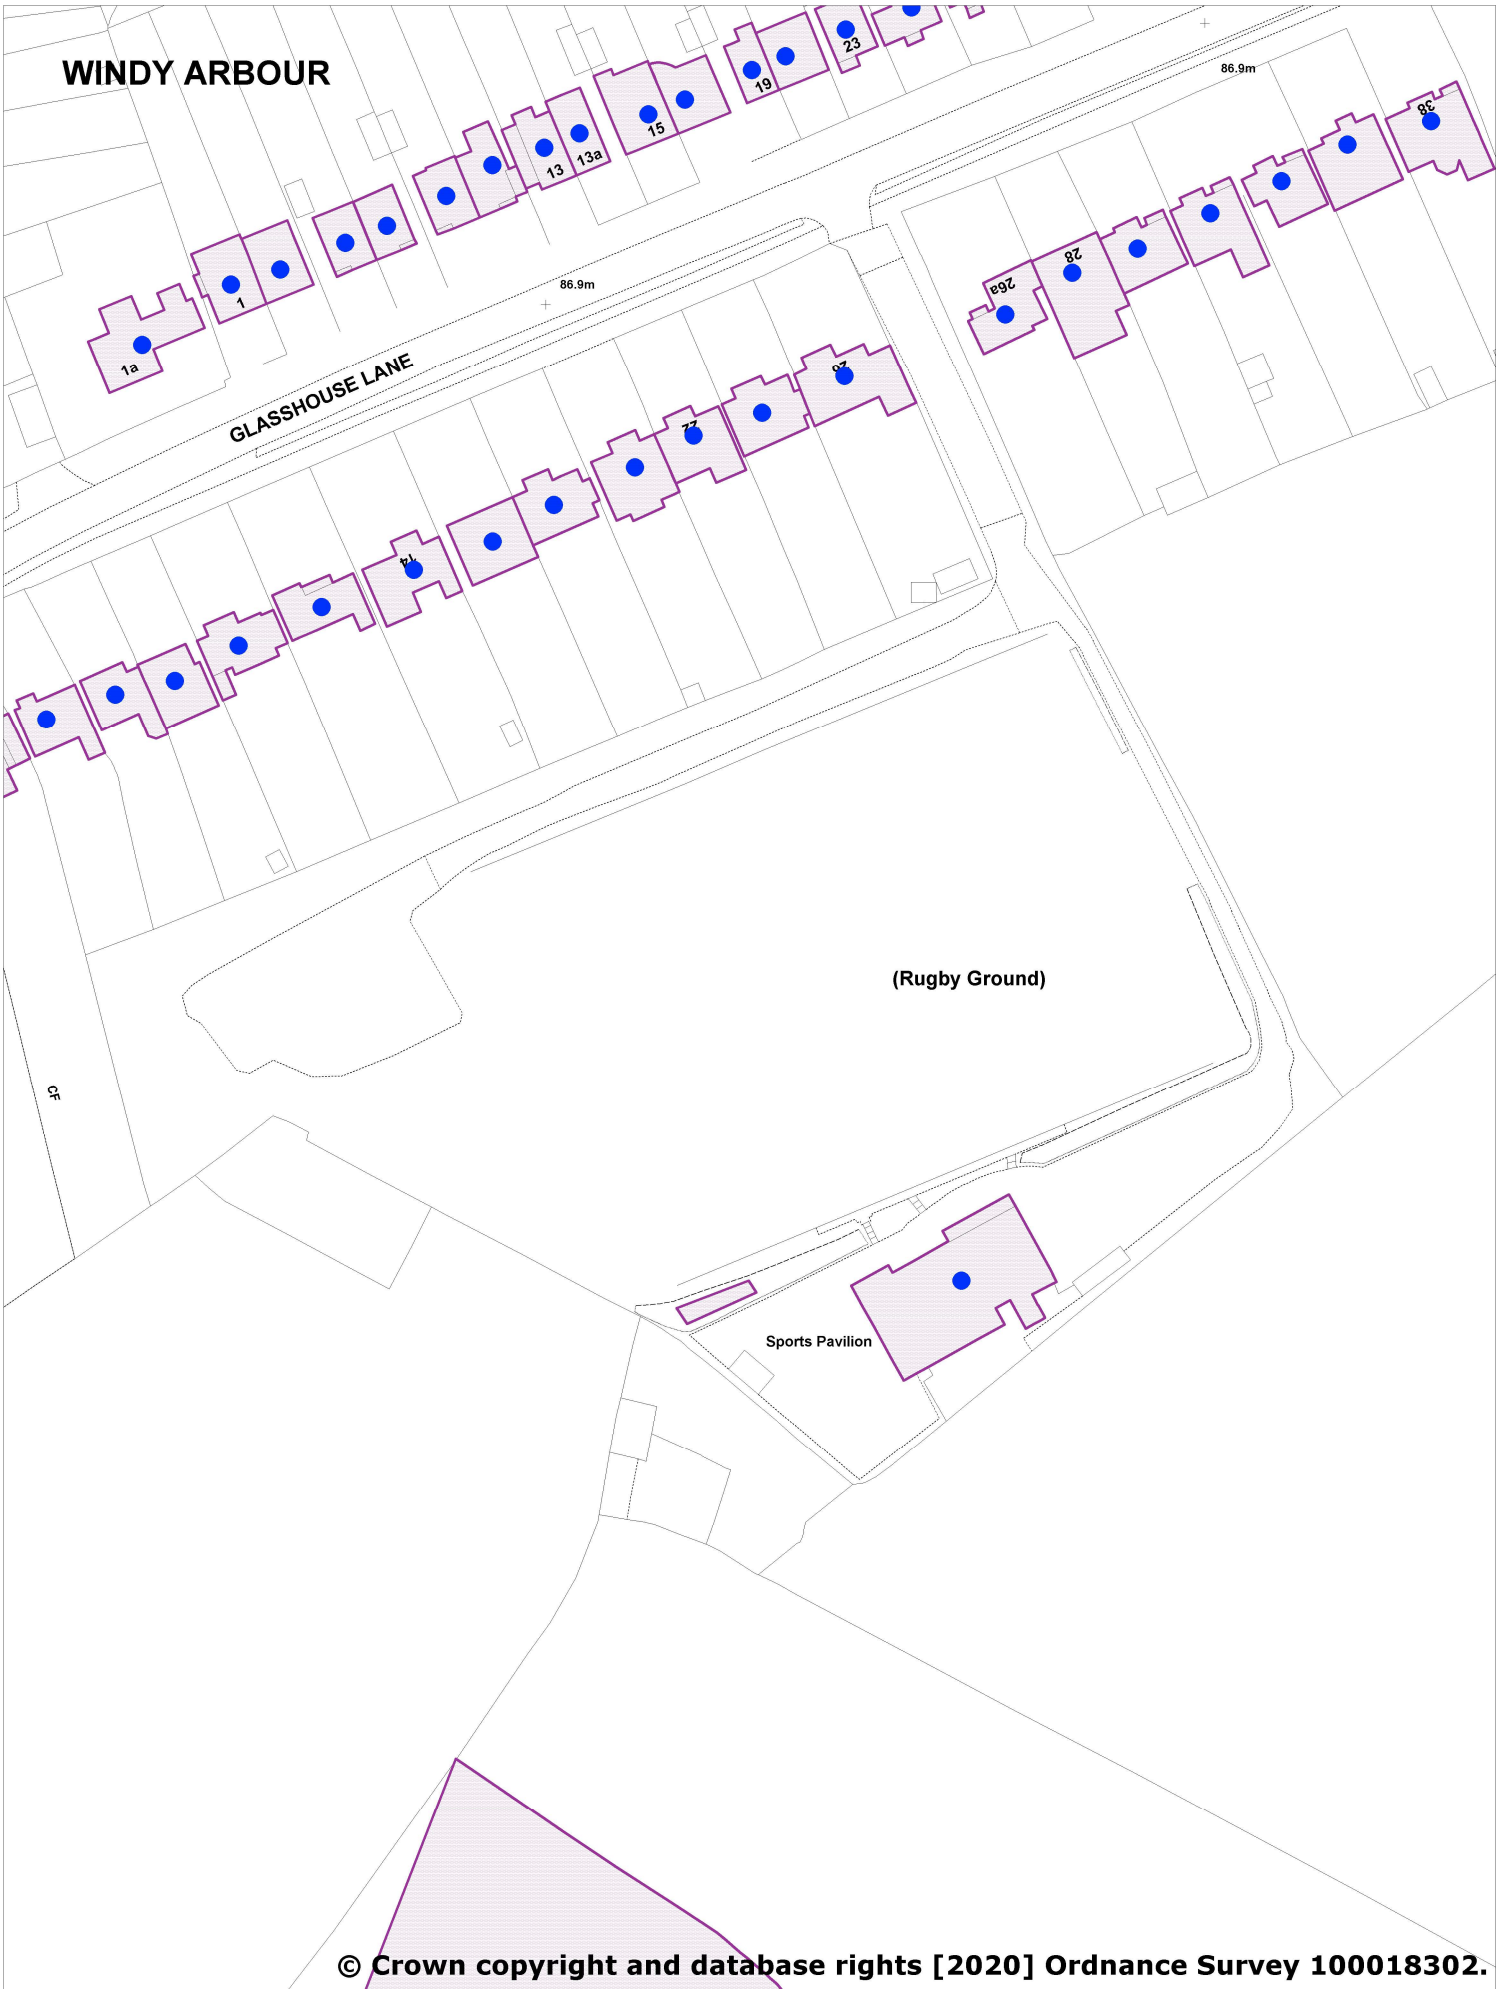 WINDY ARBOUR
23
19
15
13a
13
1
1a
86.9m
38
28
26a
86.9m
GLASSHOUSE LANE
26
22
14
(Rugby Ground)
CF
Sports Pavilion
© Crown copyright and database rights [2020] Ordnance Survey 100018302.